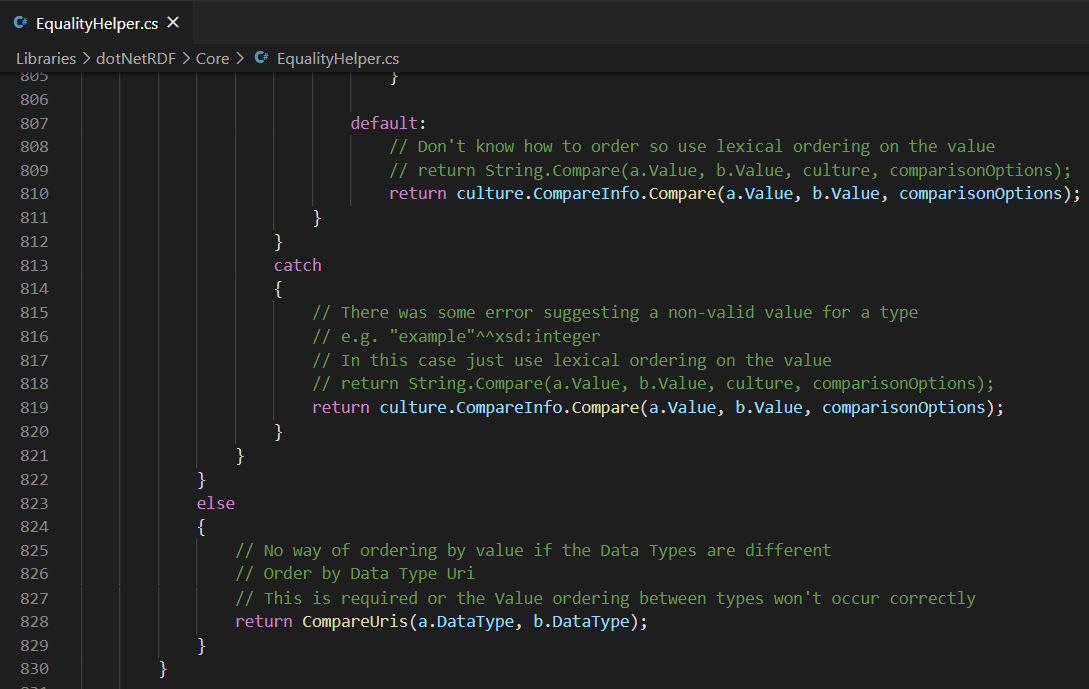 EqualityHelper.cs
Libraries > dotNetRDF > Core > EqualityHelper.cs
805 }
806
807 default:
808 // Don't know how to order so use lexical ordering on the value
809 // return String.Compare(a.Value, b.Value, culture, comparisonOptions);
810 return culture.CompareInfo.Compare(a.Value, b.Value, comparisonOptions);
811 }
812 }
813 catch
814 {
815 // There was some error suggesting a non-valid value for a type
816 // e.g. "example"^^xsd:integer
817 // In this case just use lexical ordering on the value
818 // return String.Compare(a.Value, b.Value, culture, comparisonOptions);
819 return culture.CompareInfo.Compare(a.Value, b.Value, comparisonOptions);
820 }
821 }
822 }
823 else
824 {
825 // No way of ordering by value if the Data Types are different
826 // Order by Data Type Uri
827 // This is required or the Value ordering between types won't occur correctly
828 return CompareUris(a.DataType, b.DataType);
829 }
830 }